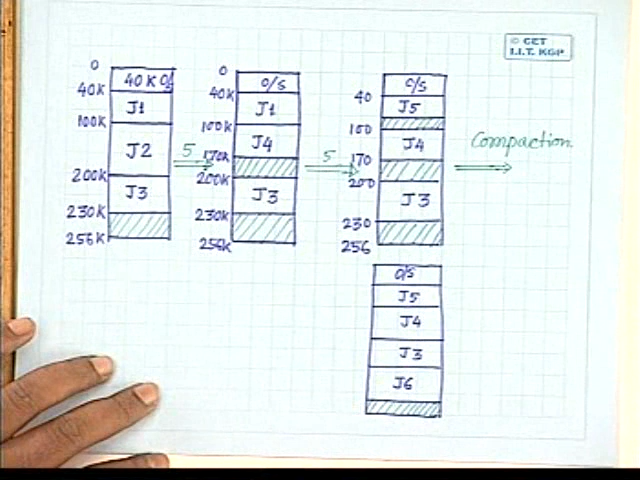 © CET
I.I.T. KGP
0
40K O/S
40K
J1
100K
J2
200K
J3
230K
256K
5
0
O/S
40K
J1
100K
J4
170K
200K
J3
230K
256K
5
O/S
40
J5
100
J4
170
200
J3
230
256
Compaction
O/S
J5
J4
J3
J6